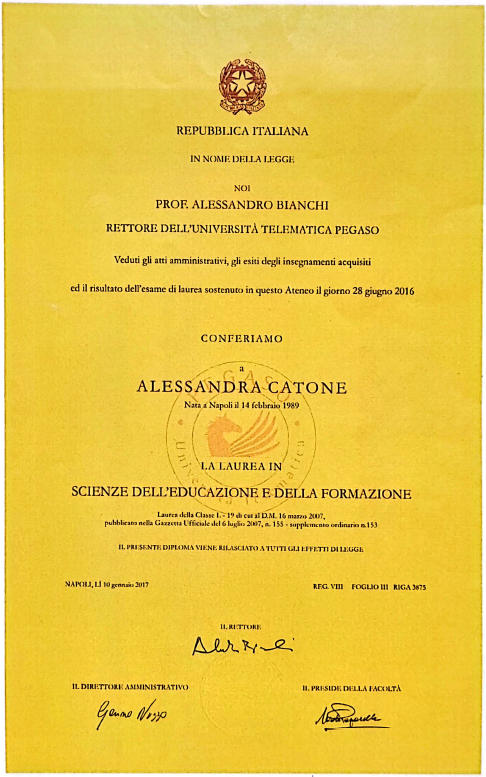 REPUBBLICA ITALIANA
IN NOME DELLA LEGGE
NOI
PROF. ALESSANDRO BIANCHI
RETTORE DELL'UNIVERSITÀ TELEMATICA PEGASO
Veduti gli atti amministrativi, gli esiti degli insegnamenti acquisiti
ed il risultato dell'esame di laurea sostenuto in questo Ateneo il giorno 28 giugno 2016
CONFERIAMO
a
PEGASO
ALESSANDRA CATONE
Nata a Napoli il 14 febbraio 1989
Università Telematica
LA LAUREA IN
SCIENZE DELL'EDUCAZIONE E DELLA FORMAZIONE
Laurea della Classe L - 19 di cui al D.M. 16 marzo 2007,
pubblicato nella Gazzetta Ufficiale del 6 luglio 2007, n. 155 - supplemento ordinario n.153
IL PRESENTE DIPLOMA VIENE RILASCIATO A TUTTI GLI EFFETTI DI LEGGE
NAPOLI, LÌ 10 gennaio 2017
REG. VIII FOGLIO III RIGA 3875
IL RETTORE
IL DIRETTORE AMMINISTRATIVO
IL PRESIDE DELLA FACOLTÀ